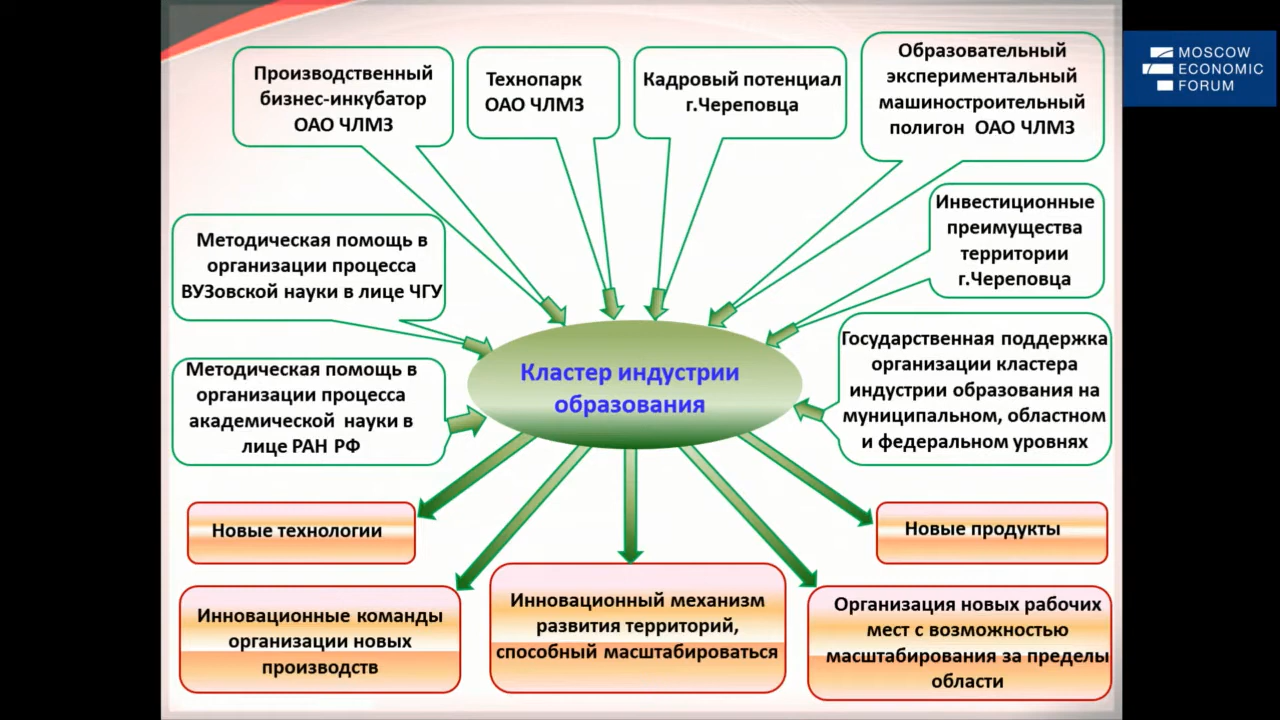 Производственный
бизнес-инкубатор
ОАО ЧЛМЗ
Технопарк
ОАО ЧЛМЗ
Кадровый потенциал
г.Череповца
Образовательный
экспериментальный
машиностроительный
полигон ОАО ЧЛМЗ
MOSCOW
ECONOMIC
FORUM
Методическая помощь в
организации процесса
ВУЗовской науки в лице ЧГУ
Инвестиционные
преимущества
территории
г.Череповца
Методическая помощь в
организации процесса
академической науки в
лице РАН РФ
Кластер индустрии
образования
Государственная поддержка
организации кластера
индустрии образования на
муниципальном, областном
и федеральном уровнях
Новые технологии
Новые продукты
Инновационные команды
организации новых
производств
Инновационный механизм
развития территорий,
способный масштабироваться
Организация новых рабочих
мест с возможностью
масштабирования за пределы
области